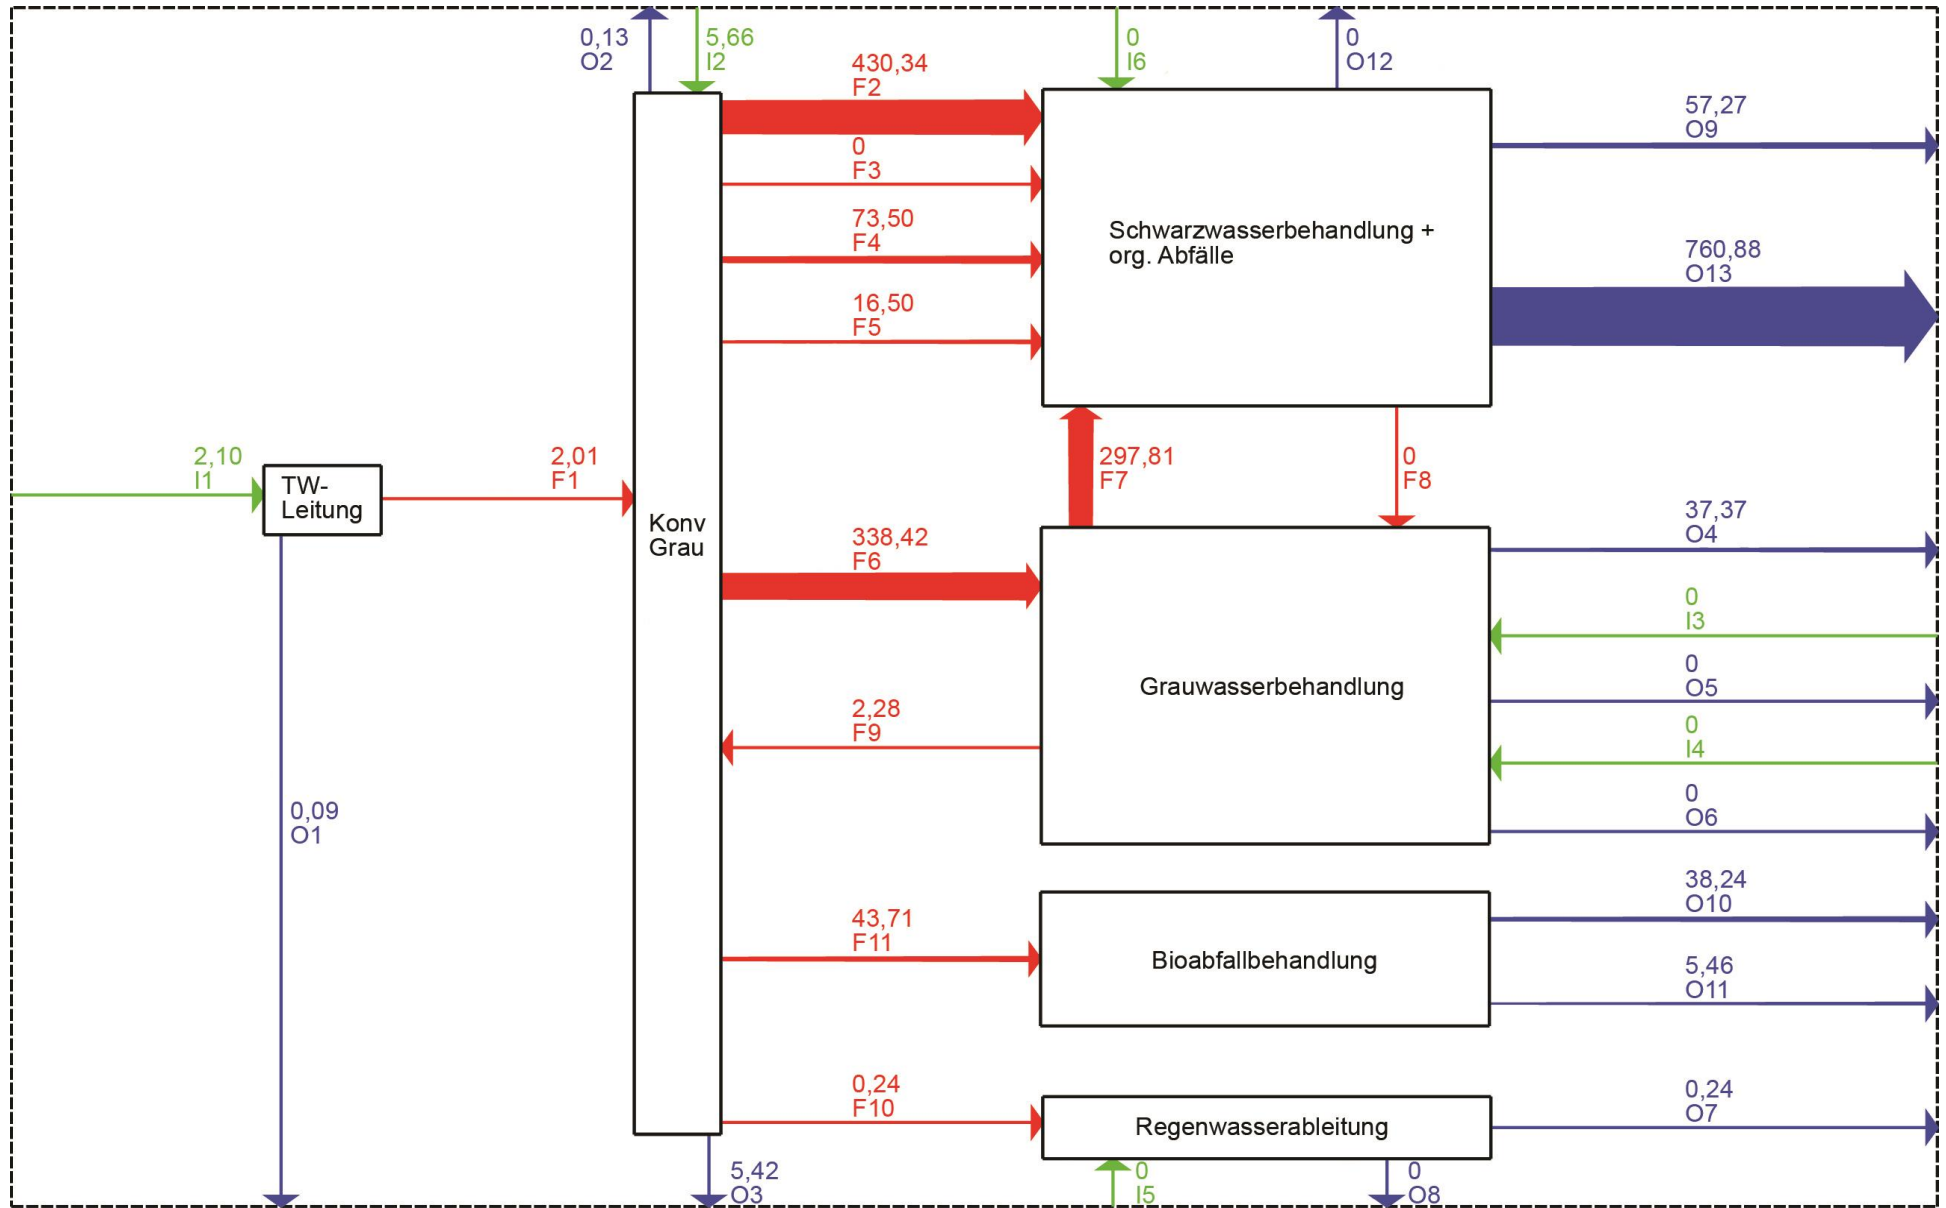 0,13
O2
5,66
I2
430,34
F2
0
I6
0
O12
57,27
O9
0
F3
73,50
F4
16,50
F5
Schwarzwasserbehandlung +
org. Abfälle
760,88
O13
2,10
I1
TW-
Leitung
2,01
F1
Konv
Grau
297,81
F7
0
F8
338,42
F6
37,37
O4
0
I3
0
O5
0
I4
0
O6
Grauwasserbehandlung
2,28
F9
0,09
O1
43,71
F11
Bioabfallbehandlung
38,24
O10
5,46
O11
0,24
F10
Regenwasserableitung
0,24
O7
5,42
O3
0
I5
0
O8